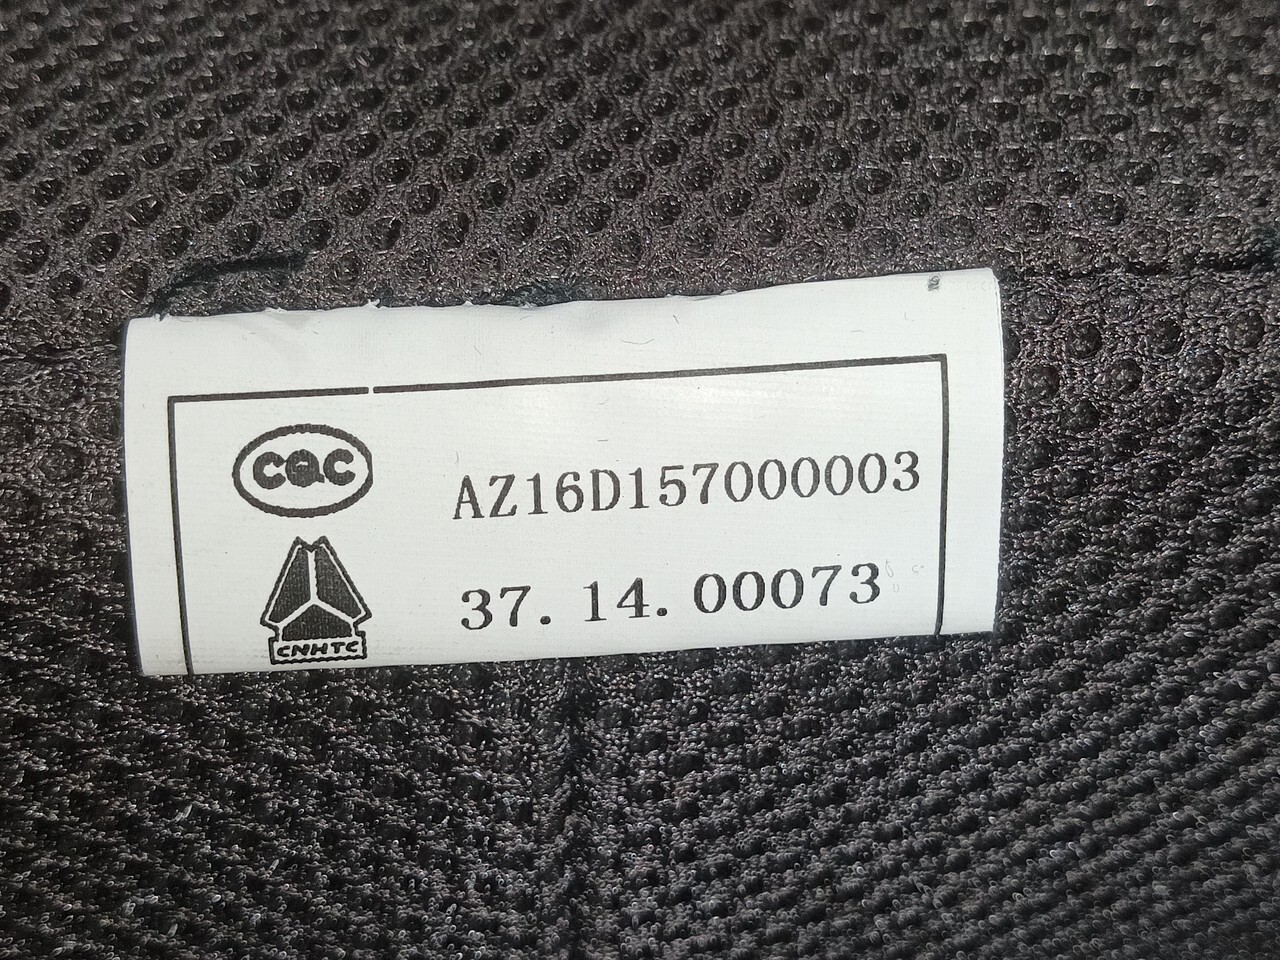 CQC
AZ16D157000003
CNHTC
37. 14. 00073